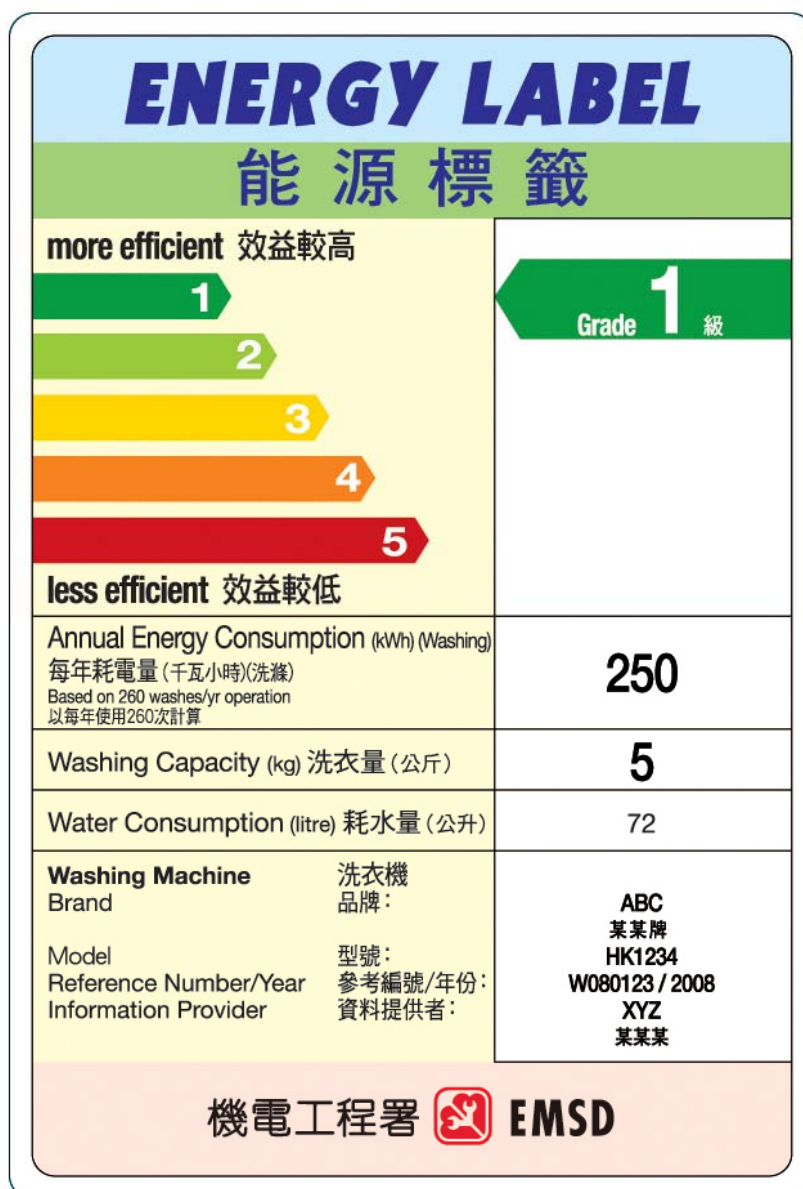 ENERGY LABEL
能源標籤
more efficient 效益較高
1
2
3
4
5
less efficient 效益較低
Grade 1 級
Annual Energy Consumption (kWh) (Washing)
每年耗電量(千瓦小時)(洗滌)
Based on 260 washes/yr operation
以每年使用260次計算
250
Washing Capacity (kg) 洗衣量(公斤)
5
Water Consumption (litre) 耗水量(公升)
72
Washing Machine 洗衣機
Brand 品牌:
ABC
某某牌
Model 型號:
HK1234
Reference Number/Year 參考編號/年份:
W080123 / 2008
Information Provider 資料提供者:
XYZ
某某某
機電工程署 EMSD